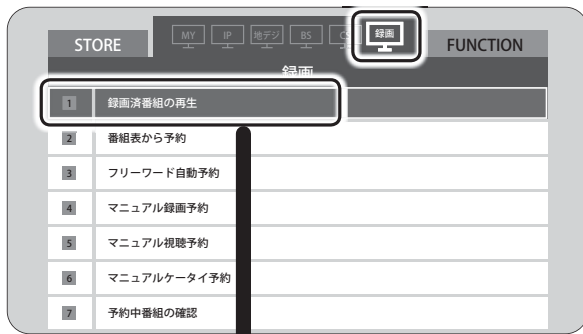 STORE MY IP 地デジ BS CS 録画 FUNCTION
録画
1 録画済番組の再生
2 番組表から予約
3 フリーワード自動予約
4 マニュアル録画予約
5 マニュアル視聴予約
6 マニュアルケータイ予約
7 予約中番組の確認